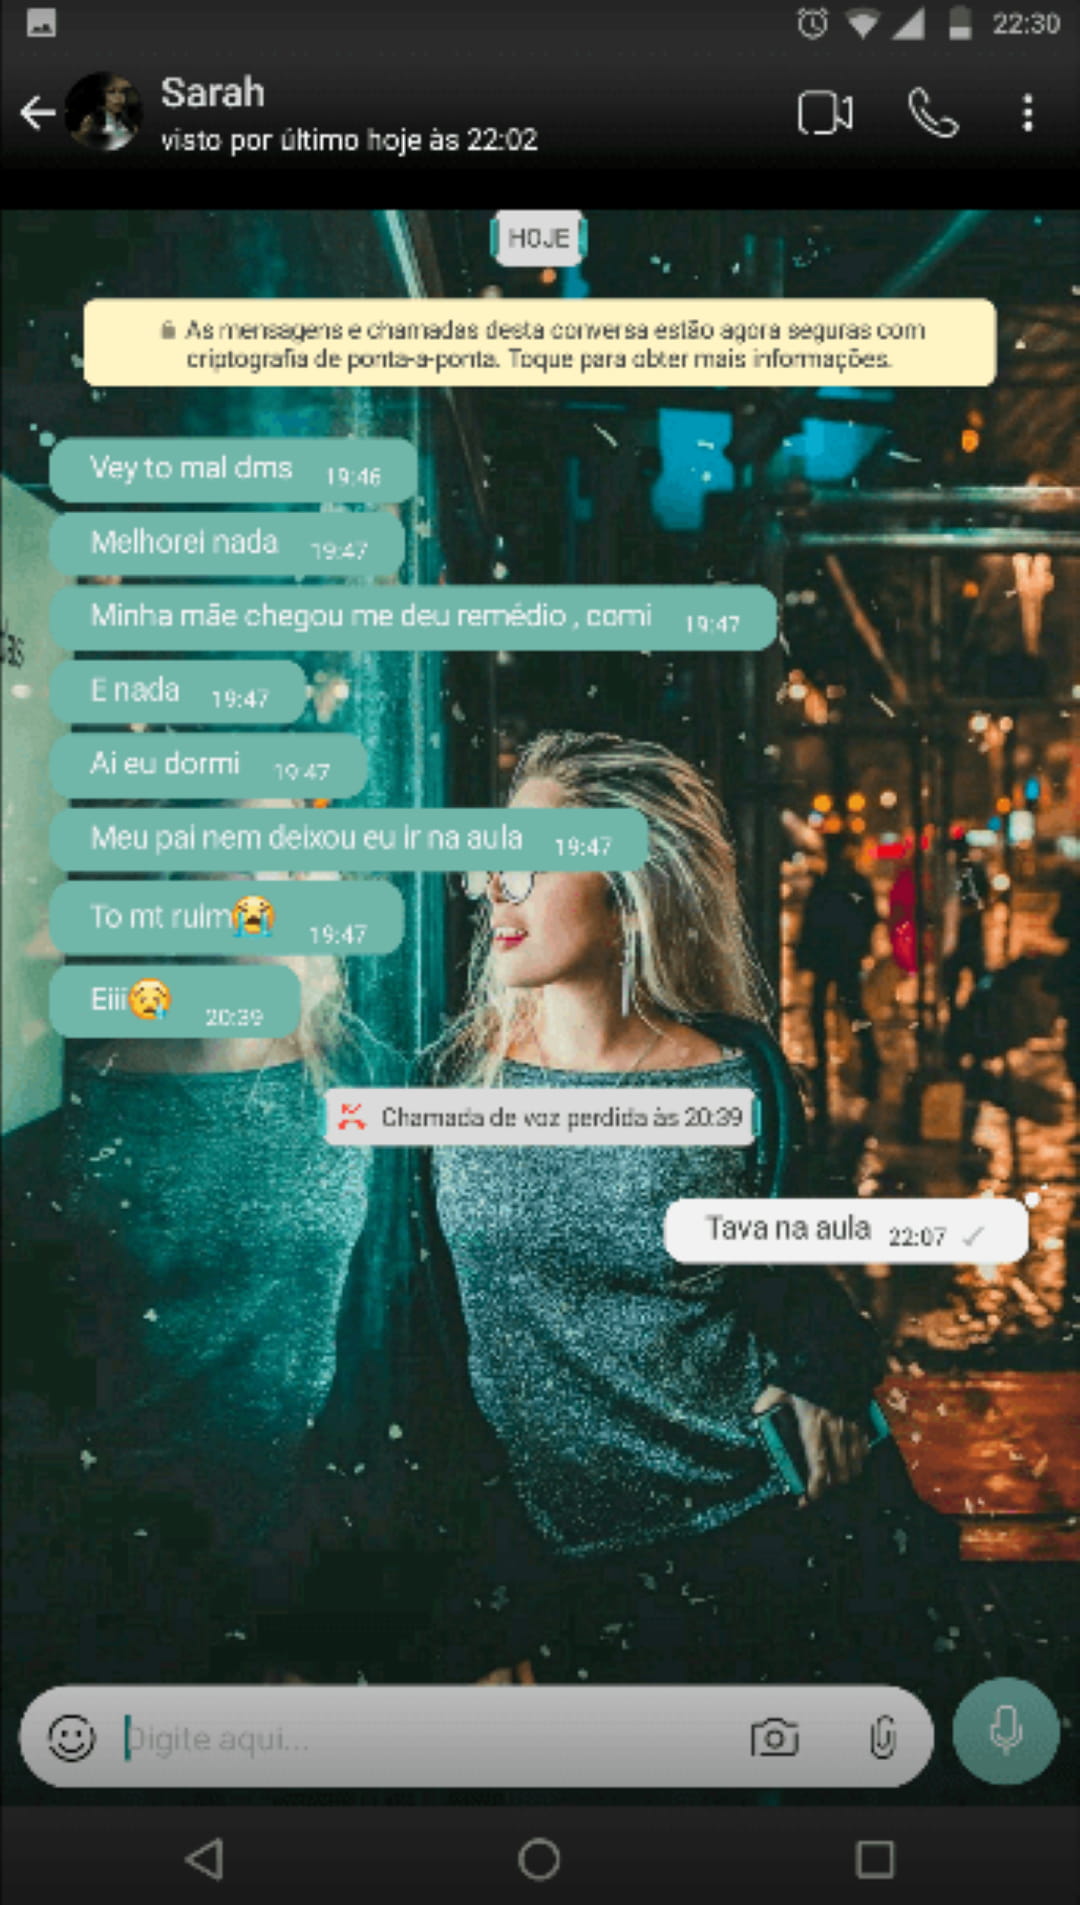 22:30
Sarah
visto por último hoje às 22:02
HOJE
As mensagens e chamadas desta conversa estão agora seguras com
criptografia de ponta-a-ponta. Toque para obter mais informações.
Vey to mal dms 19:46
Melhorei nada 19:47
Minha mãe chegou me deu remédio , comi 19:47
E nada 19:47
Ai eu dormi 19:47
Meu pai nem deixou eu ir na aula 19:47
To mt ruim😭 19:47
Eiii😢 20:39
Chamada de voz perdida às 20:39
Tava na aula 22:07
Digite aqui...